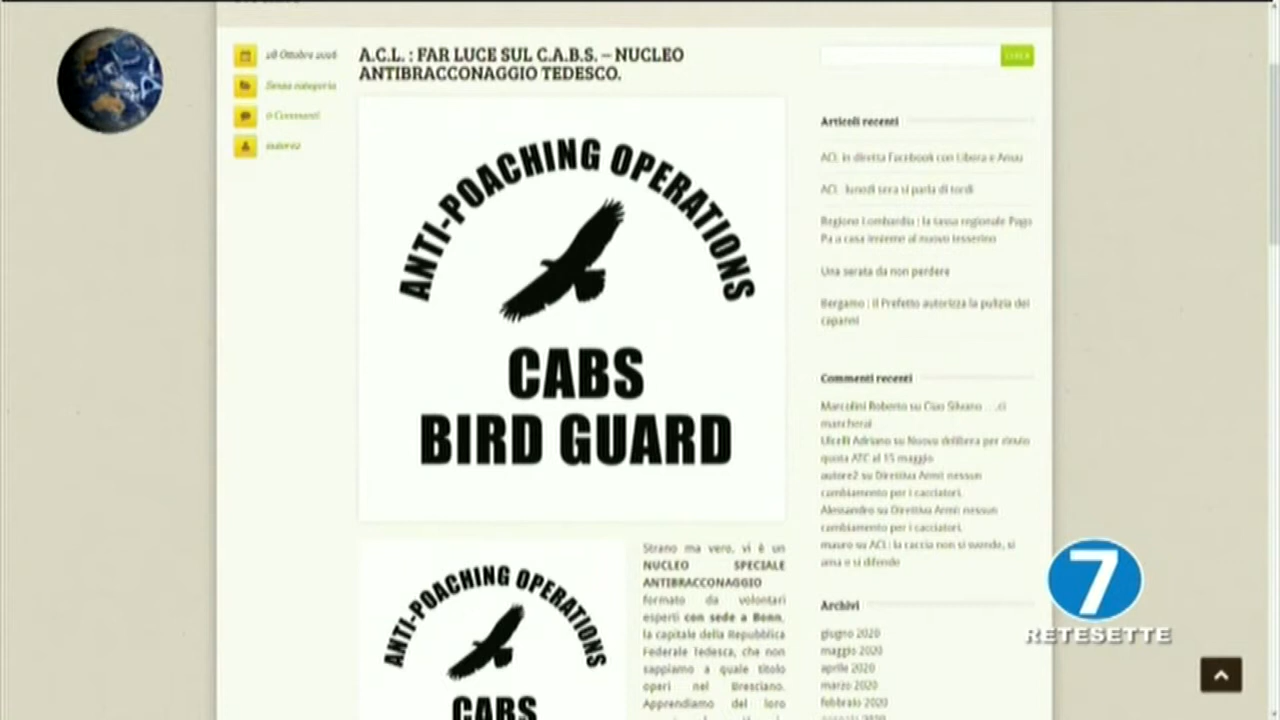 28 Ottobre 2016
Senza categoria
0 Commenti
autore2
A.C.L. : FAR LUCE SUL C.A.B.S. – NUCLEO
ANTIBRACCONAGGIO TEDESCO.
ANTI-POACHING OPERATIONS
CABS
BIRD GUARD
ANTI-POACHING OPERATIONS
CABS
Strano ma vero, vi è un
NUCLEO SPECIALE
ANTIBRACCONAGGIO
formato da volontari
esperti con sede a Bonn,
la capitale della Repubblica
Federale Tedesca, che non
sappiamo a quale titolo
operi nel Bresciano.
Apprendiamo del loro
CERCA
Articoli recenti
ACL in diretta Facebook con Libera e Anuu
ACL : lunedì sera si parla di tordi
Regione Lombardia : la tassa regionale Pago
Pa a casa insieme al nuovo tesserino
Una serata da non perdere
Bergamo : il Prefetto autorizza la pulizia dei
capanni
Commenti recenti
Marcolini Roberto su Ciao Silvano ….ci
mancherai
Ulcelli Adriano su Nuova delibera per rinvio
quota ATC al 15 maggio
autore2 su Direttiva Armi: nessun
cambiamento per i cacciatori.
Alessandro su Direttiva Armi: nessun
cambiamento per i cacciatori.
mauro su ACL : la caccia non si svende, si
ama e si difende
Archivi
giugno 2020
maggio 2020
aprile 2020
marzo 2020
febbraio 2020
gennaio 2020
7
RETESETTE